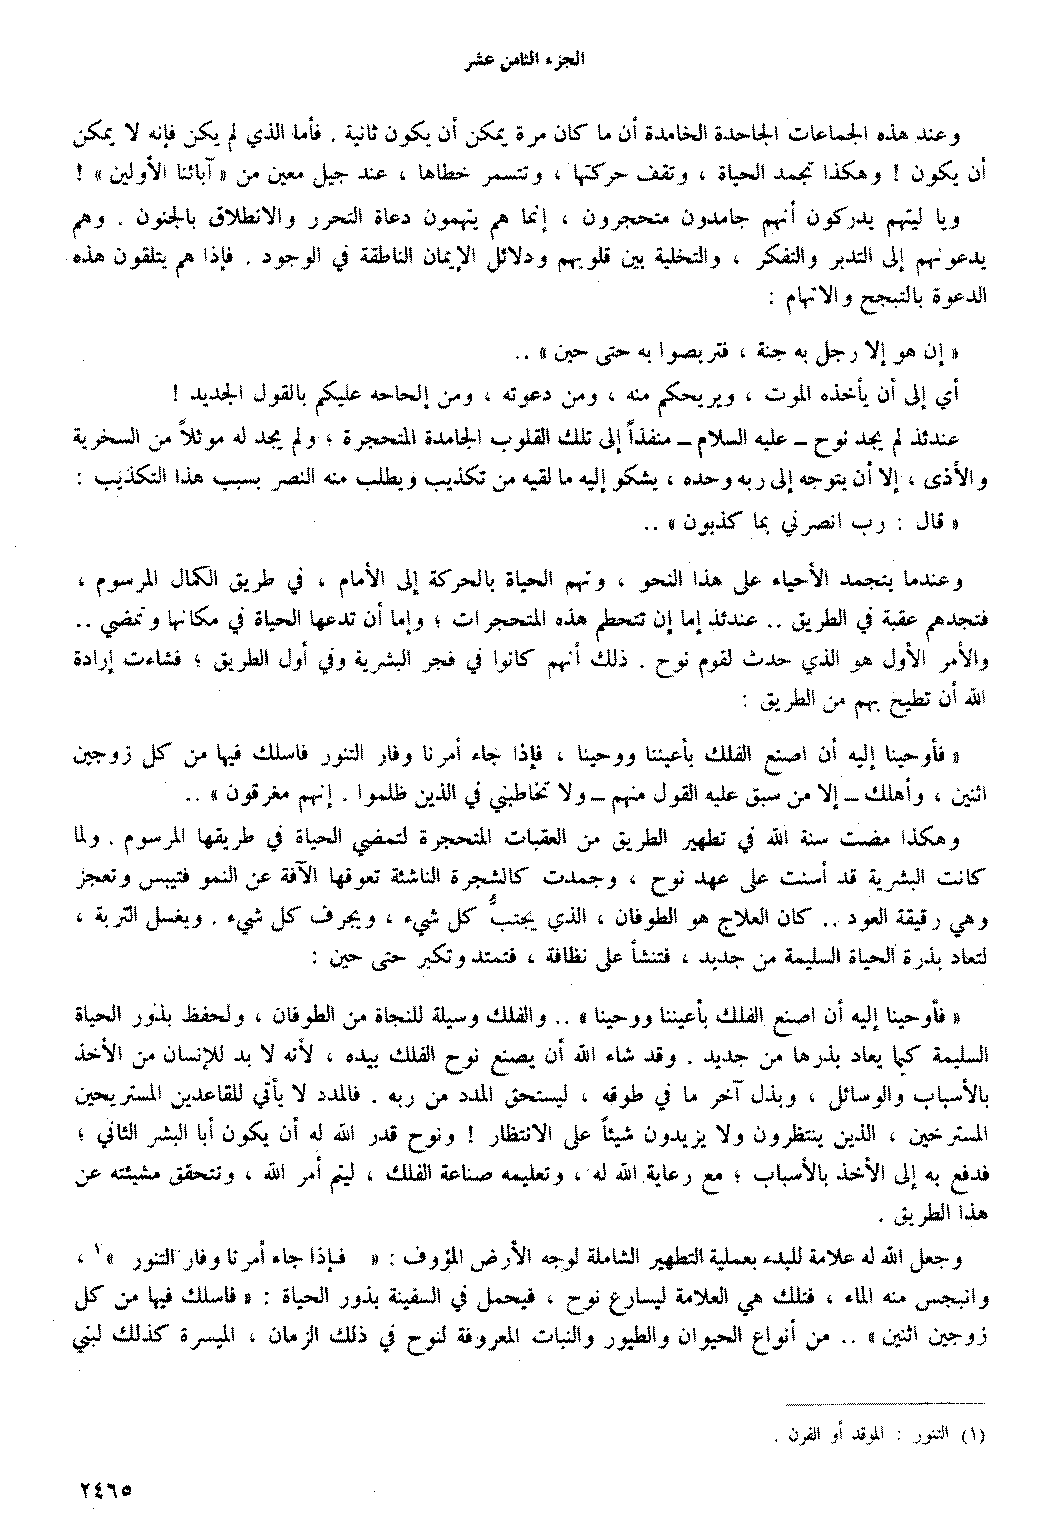 الجزء الثامن عشر
وعند هذه الجماعات الجاحدة الخامدة أن ما كان مرة يمكن أن يكون ثانية . فأما الذي لم يكن فإنه لا يمكن
أن يكون ! وهكذا تجمد الحياة ، وتقف حركتها ، وتتسمر خطاها ، عند جيل معين من « آبائنا الأولين » !
ويا ليتهم يدركون أنهم جامدون متحجرون ، إنما هم يتهمون دعاة التحرر والانطلاق بالجنون . وهم
يدعونهم إلى التدبر والتفكر ، والتخلية بين قلوبهم ودلائل الإيمان الناطقة في الوجود . فإذا هم يتلقون هذه
الدعوة بالتبجح والاتهام :
« إن هو إلا رجل به جنة ، فتربصوا به حتى حين » ..
أي إلى أن يأخذه الموت ، ويريحكم منه ، ومن دعوته ، ومن إلحاحه عليكم بالقول الجديد !
عندئذ لم يجد نوح – عليه السلام – منفذاً إلى تلك القلوب الجامدة المتحجرة ؛ ولم يجد له موئلاً من السخرية
والأذى ، إلا أن يتوجه إلى ربه وحده ، يشكو إليه ما لقيه من تكذيب ويطلب منه النصر بسبب هذا التكذيب :
« قال : رب انصرني بما كذبون » ..
وعندما يتجمد الأحياء على هذا النحو ، وتهم الحياة بالحركة إلى الأمام ، في طريق الكمال المرسوم ،
فتجدهم عقبة في الطريق .. عندئذ إما إن تتحطم هذه المتحجرات ؛ وإما أن تدعها الحياة في مكانها وتمضي ..
والأمر الأول هو الذي حدث لقوم نوح . ذلك أنهم كانوا في فجر البشرية وفي أول الطريق ؛ فشاءت إرادة
الله أن تطيح بهم من الطريق :
« فأوحينا إليه أن اصنع الفلك بأعيننا ووحينا ، فإذا جاء أمرنا وفار التنور فاسلك فيها من كل زوجين
اثنين ، وأهلك – إلا من سبق عليه القول منهم – ولا تخاطبني في الذين ظلموا . إنهم مغرقون » ..
وهكذا مضت سنة الله في تطهير الطريق من العقبات المتحجرة لتمضي الحياة في طريقها المرسوم . ولما
كانت البشرية قد أسنت على عهد نوح ، وجمدت كالشجرة الناشئة تعوقها الآفة عن النمو فتيبس وتعجز
وهي رقيقة العود .. كان العلاج هو الطوفان ، الذي يجتبُّ كل شيء ، ويجرف كل شيء . ويغسل التربة ،
لتعاد بذرة الحياة السليمة من جديد ، فتنشأ على نظافة ، فتمتد وتكبر حتى حين :
« فأوحينا إليه أن اصنع الفلك بأعيننا ووحينا » .. والفلك وسيلة للنجاة من الطوفان ، ولحفظ بذور الحياة
السليمة كيما يعاد بذرها من جديد . وقد شاء الله أن يصنع نوح الفلك بيده ، لأنه لا بد للإنسان من الأخذ
بالأسباب والوسائل ، وبذل آخر ما في طوقه ، ليستحق المدد من ربه . فالمدد لا يأتي للقاعدين المستريحين
المسترخين ، الذين ينتظرون ولا يزيدون شيئاً على الانتظار ! ونوح قدر الله له أن يكون أبا البشر الثاني ؛
فدفع به إلى الأخذ بالأسباب ؛ مع رعاية الله له ، وتعليمه صناعة الفلك ، ليتم أمر الله ، وتتحقق مشيئته عن
هذا الطريق .
وجعل الله له علامة للبدء بعملية التطهير الشاملة لوجه الأرض المؤوف : « فإذا جاء أمرنا وفار التنور »١ ،
وانبجس منه الماء ، فتلك هي العلامة ليسارع نوح ، فيحمل في السفينة بذور الحياة : « فاسلك فيها من كل
زوجين اثنين » .. من أنواع الحيوان والطيور والنبات المعروفة لنوح في ذلك الزمان ، الميسرة كذلك لبني
(١) التنور : الموقد أو الفرن .
٢٤٦٥